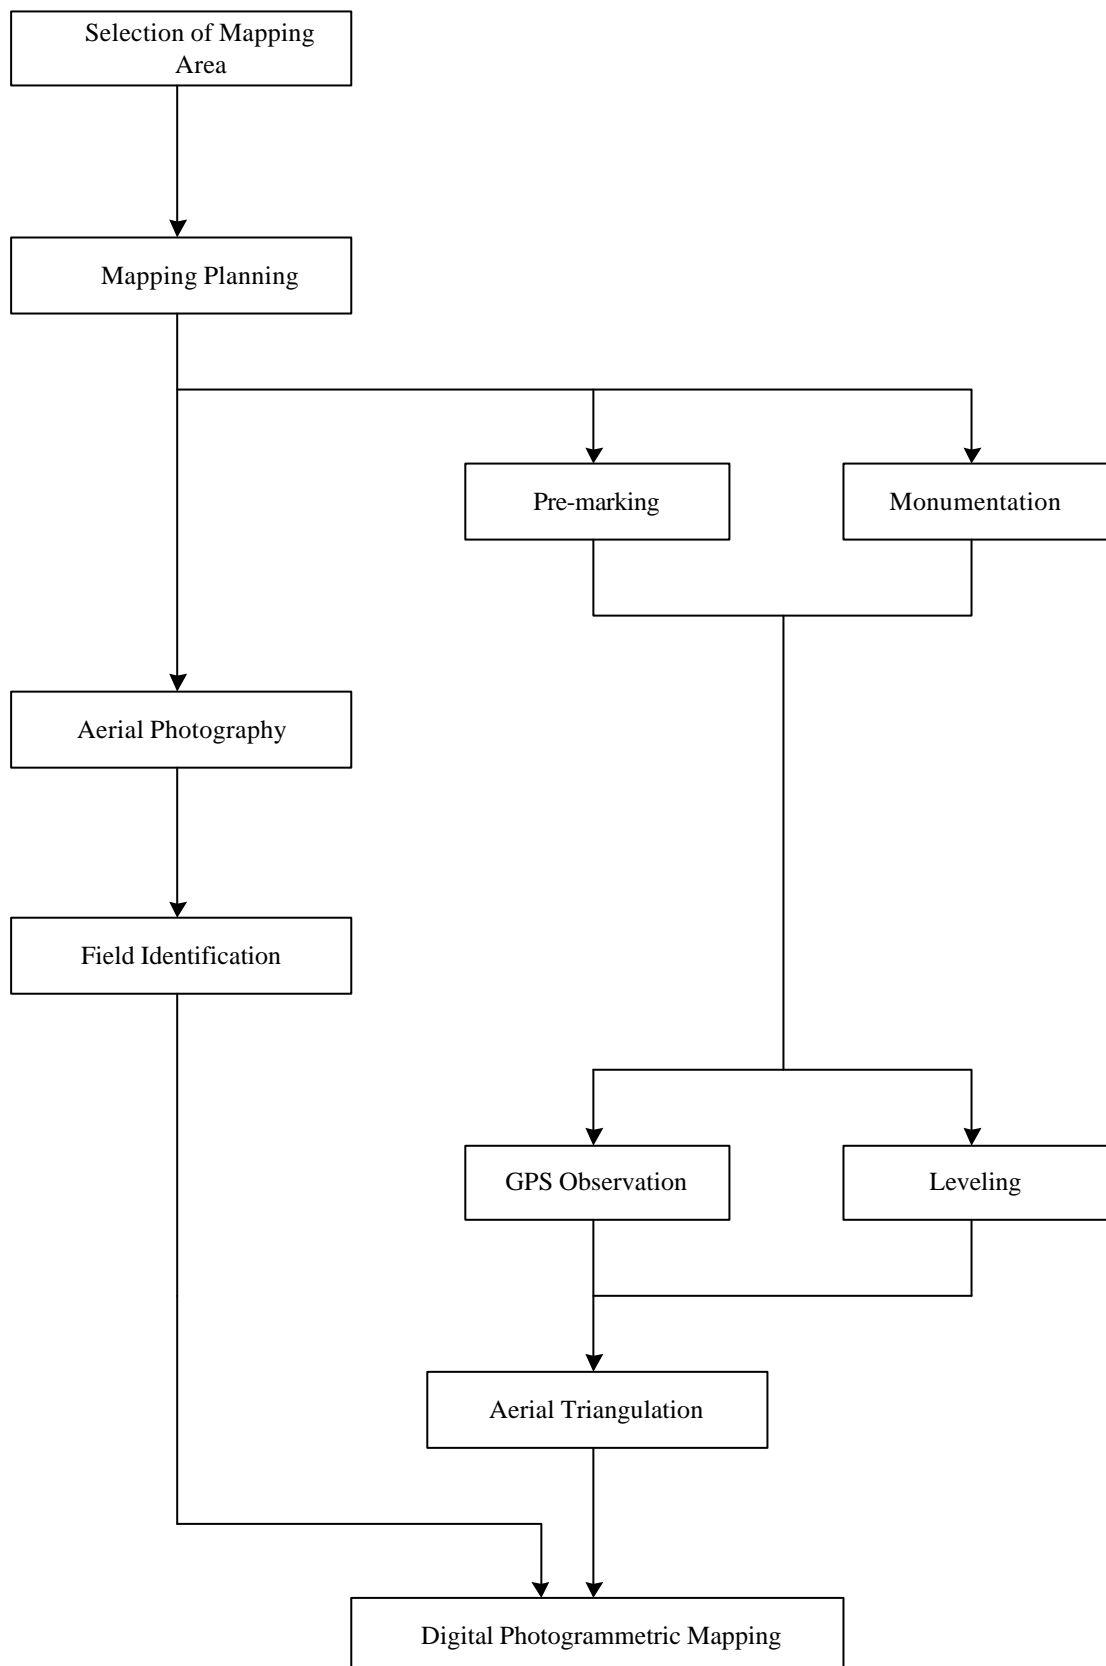 Selection of Mapping
Area
Mapping Planning
Pre-marking
Monumentation
Aerial Photography
Field Identification
GPS Observation
Leveling
Aerial Triangulation
Digital Photogrammetric Mapping